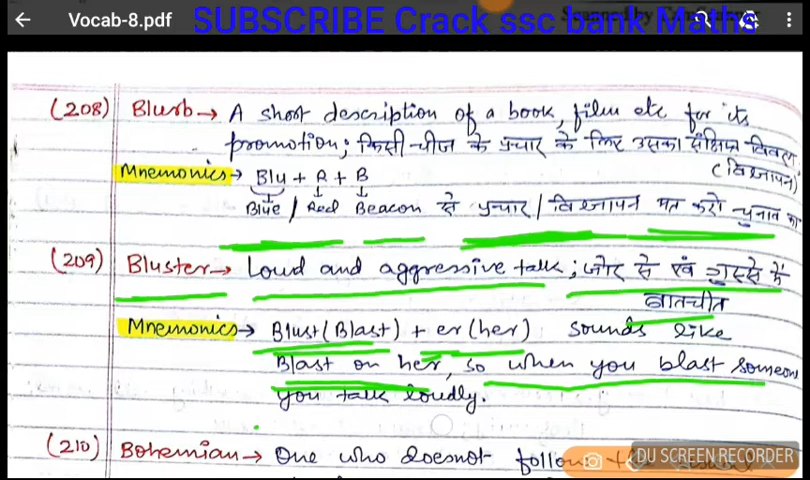 Vocab-8.pdf SUBSCRIBE Crack ssc bank Maths
(208) Blurb→ A short description of a book, film etc for its
promotion; किसी चीज के प्रचार के लिए उसका संक्षिप्त विवरण
(विज्ञापन)
Mnemonics→ Blu + R + B
Blue / Red Beacon से प्रचार / विज्ञापन मत करो चुनाव का
(209) Bluster→ Loud and aggressive talk; जोर से एवं गुस्से में
बातचीत
Mnemonics→ Blust (Blast) + er (her) sounds like
Blast on her, so when you blast someone
you talk loudly.
(210) Bohemian→ One who doesnot follow the
DU SCREEN RECORDER